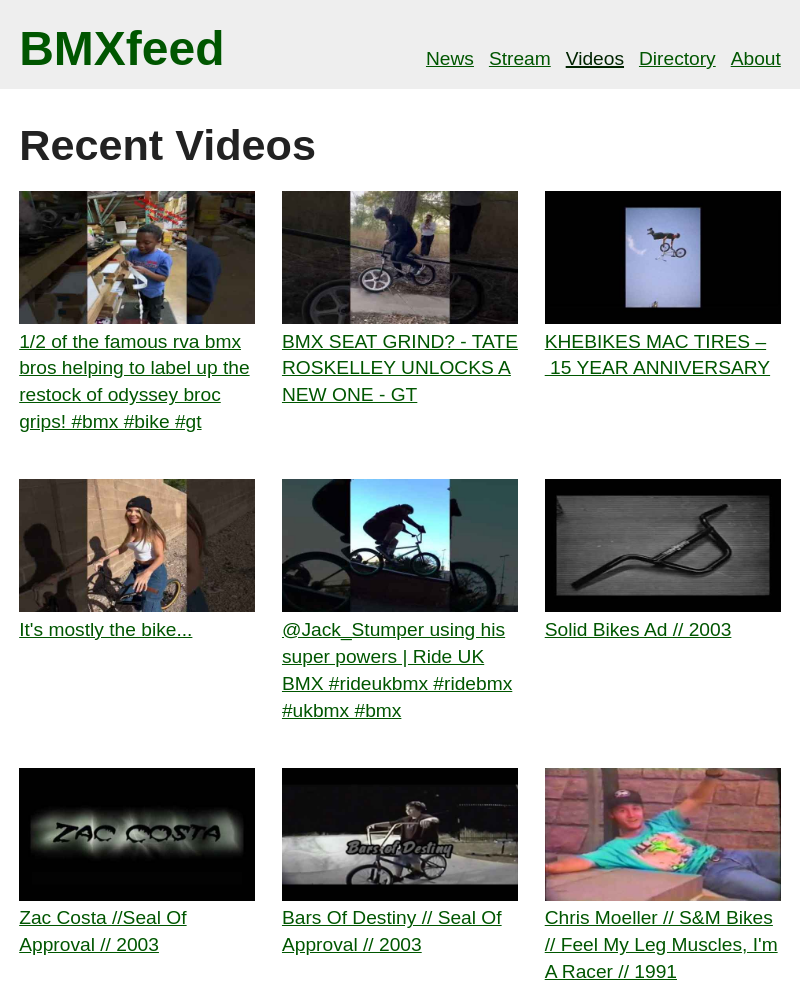 BMXfeed
News Stream Videos Directory About
Recent Videos
1/2 of the famous rva bmx
bros helping to label up the
restock of odyssey broc
grips! #bmx #bike #gt
BMX SEAT GRIND? - TATE
ROSKELLEY UNLOCKS A
NEW ONE - GT
KHEBIKES MAC TIRES –
15 YEAR ANNIVERSARY
It's mostly the bike...
@Jack_Stumper using his
super powers | Ride UK
BMX #rideukbmx #ridebmx
#ukbmx #bmx
Solid Bikes Ad // 2003
ZAC COSTA
Zac Costa //Seal Of
Approval // 2003
Bars of Destiny
Bars Of Destiny // Seal Of
Approval // 2003
Chris Moeller // S&M Bikes
// Feel My Leg Muscles, I'm
A Racer // 1991